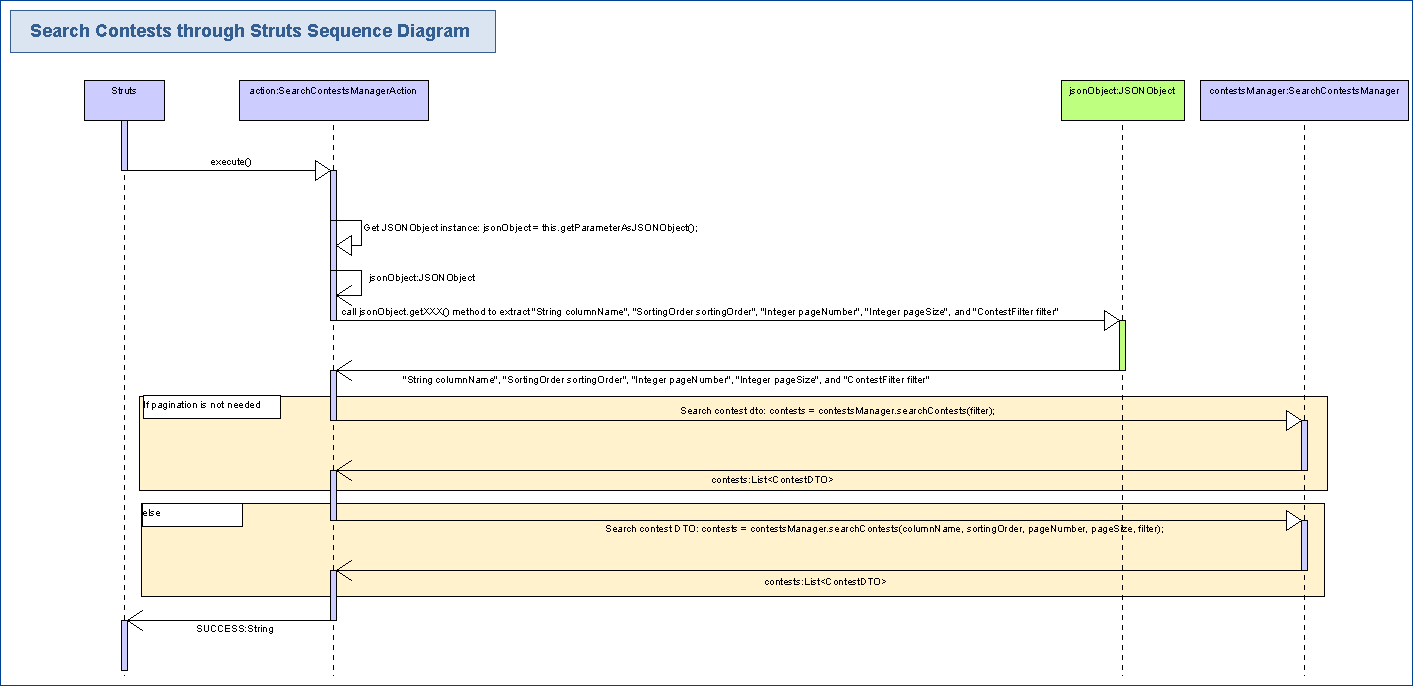 Search Contests through Struts Sequence Diagram
Struts
action:SearchContestsManagerAction
jsonObject:JSONObject
contestsManager:SearchContestsManager
execute()
Get JSONObject instance: jsonObject = this.getParameterAsJSONObject();
jsonObject:JSONObject
call jsonObject.getXXX() method to extract "String columnName", "SortingOrder sortingOrder", "Integer pageNumber", "Integer pageSize", and "ContestFilter filter"
"String columnName", "SortingOrder sortingOrder", "Integer pageNumber", "Integer pageSize", and "ContestFilter filter"
If pagination is not needed
Search contest dto: contests = contestsManager.searchContests(filter);
contests:List<ContestDTO>
else
Search contest DTO: contests = contestsManager.searchContests(columnName, sortingOrder, pageNumber, pageSize, filter);
contests:List<ContestDTO>
SUCCESS:String